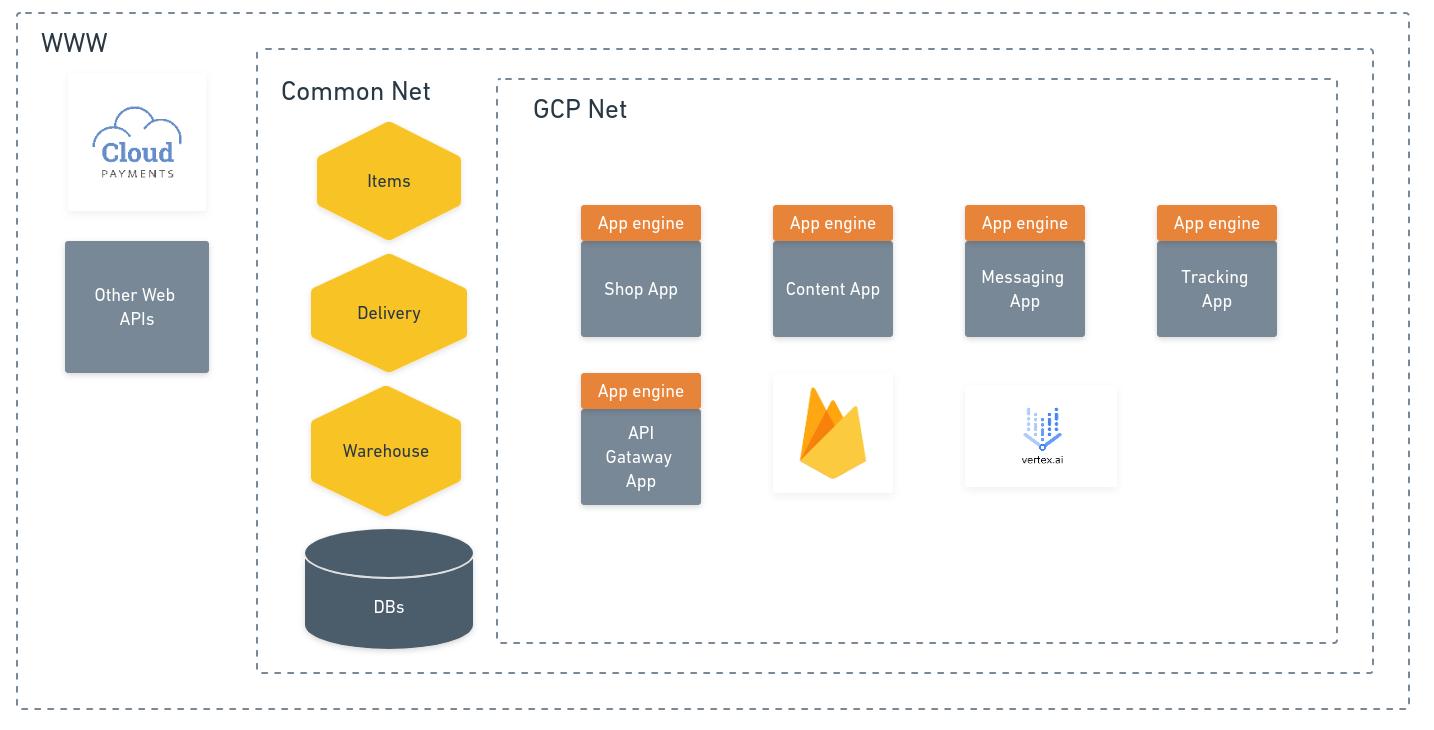 WWW
Cloud
PAYMENTS
Other Web
APIs
Common Net
Items
Delivery
Warehouse
DBs
GCP Net
App engine
Shop App
App engine
Content App
App engine
Messaging
App
App engine
Tracking
App
App engine
API
Gataway
App
vertex.ai